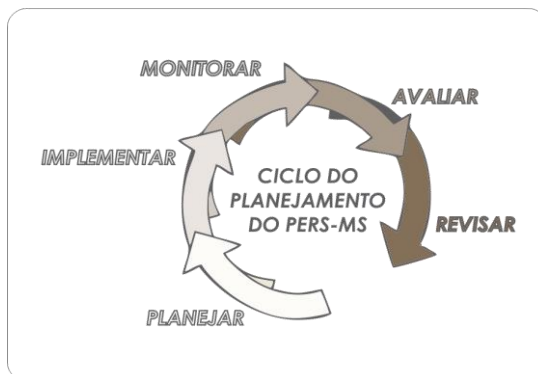 MONITORAR
AVALIAR
IMPLEMENTAR
CICLO DO
PLANEJAMENTO
DO PERS-MS
REVISAR
PLANEJAR